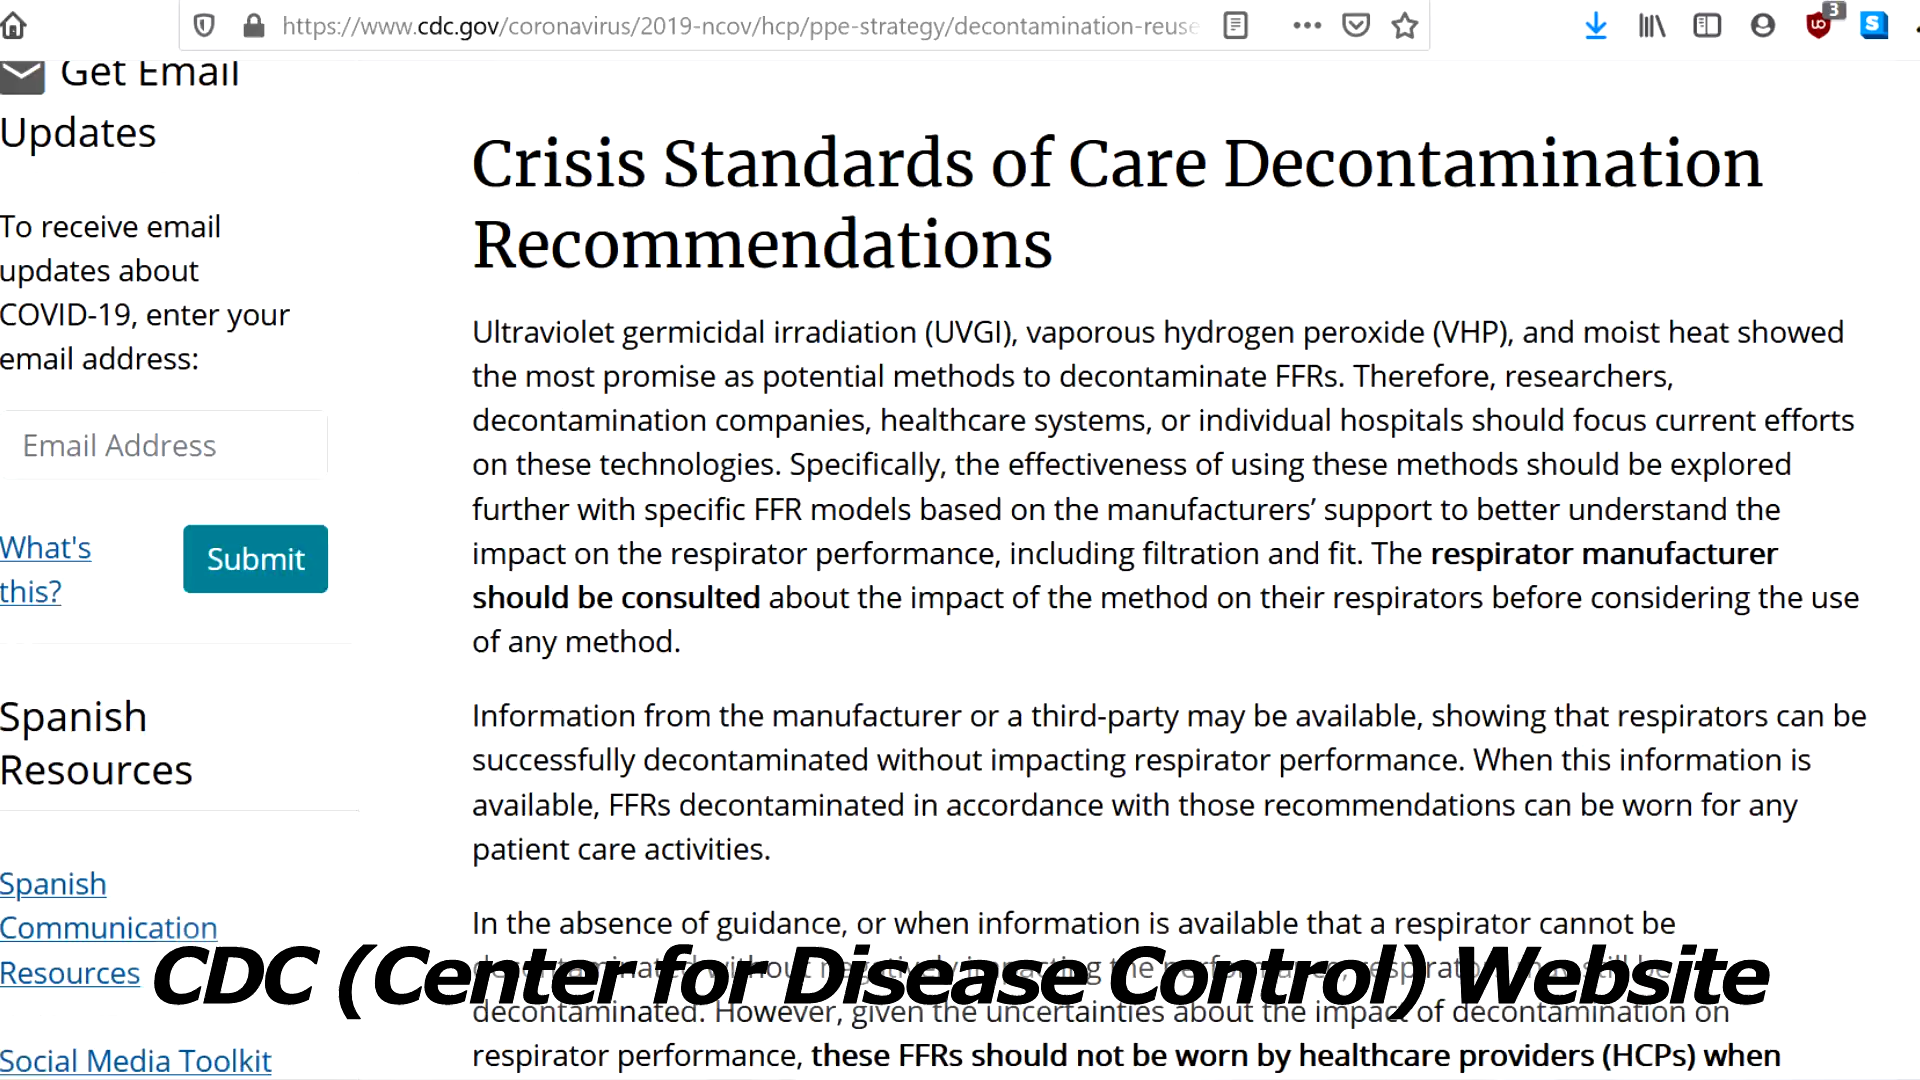 https://www.cdc.gov/coronavirus/2019-ncov/hcp/ppe-strategy/decontamination-reuse
3
S
Get Email
Updates
To receive email
updates about
COVID-19, enter your
email address:
Email Address
What's
this?
Submit
Spanish
Resources
Spanish
Communication
Resources
Social Media Toolkit
Crisis Standards of Care Decontamination
Recommendations
Ultraviolet germicidal irradiation (UVGI), vaporous hydrogen peroxide (VHP), and moist heat showed
the most promise as potential methods to decontaminate FFRs. Therefore, researchers,
decontamination companies, healthcare systems, or individual hospitals should focus current efforts
on these technologies. Specifically, the effectiveness of using these methods should be explored
further with specific FFR models based on the manufacturers’ support to better understand the
impact on the respirator performance, including filtration and fit. The respirator manufacturer
should be consulted about the impact of the method on their respirators before considering the use
of any method.
Information from the manufacturer or a third-party may be available, showing that respirators can be
successfully decontaminated without impacting respirator performance. When this information is
available, FFRs decontaminated in accordance with those recommendations can be worn for any
patient care activities.
In the absence of guidance, or when information is available that a respirator cannot be
decontaminated without negatively impacting the performance, respirators may still be
decontaminated. However, given the uncertainties about the impact of decontamination on
respirator performance, these FFRs should not be worn by healthcare providers (HCPs) when
CDC (Center for Disease Control) Website